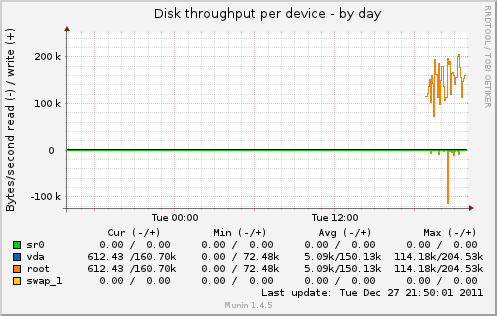 Disk throughput per device - by day
RRDTOOL / TOBI OETIKER
Bytes/second read (-) / write (+)
200 k
100 k
0
-100 k
Tue 00:00 Tue 12:00
Cur (-/+) Min (-/+) Avg (-/+) Max (-/+)
sr0 0.00 / 0.00 0.00 / 0.00 0.00 / 0.00 0.00 / 0.00
vda 612.43 /160.70k 0.00 / 72.48k 5.09k/150.13k 114.18k/204.53k
root 612.43 /160.70k 0.00 / 72.48k 5.09k/150.13k 114.18k/204.53k
swap_1 0.00 / 0.00 0.00 / 0.00 0.00 / 0.00 0.00 / 0.00
Last update: Tue Dec 27 21:50:01 2011
Munin 1.4.5